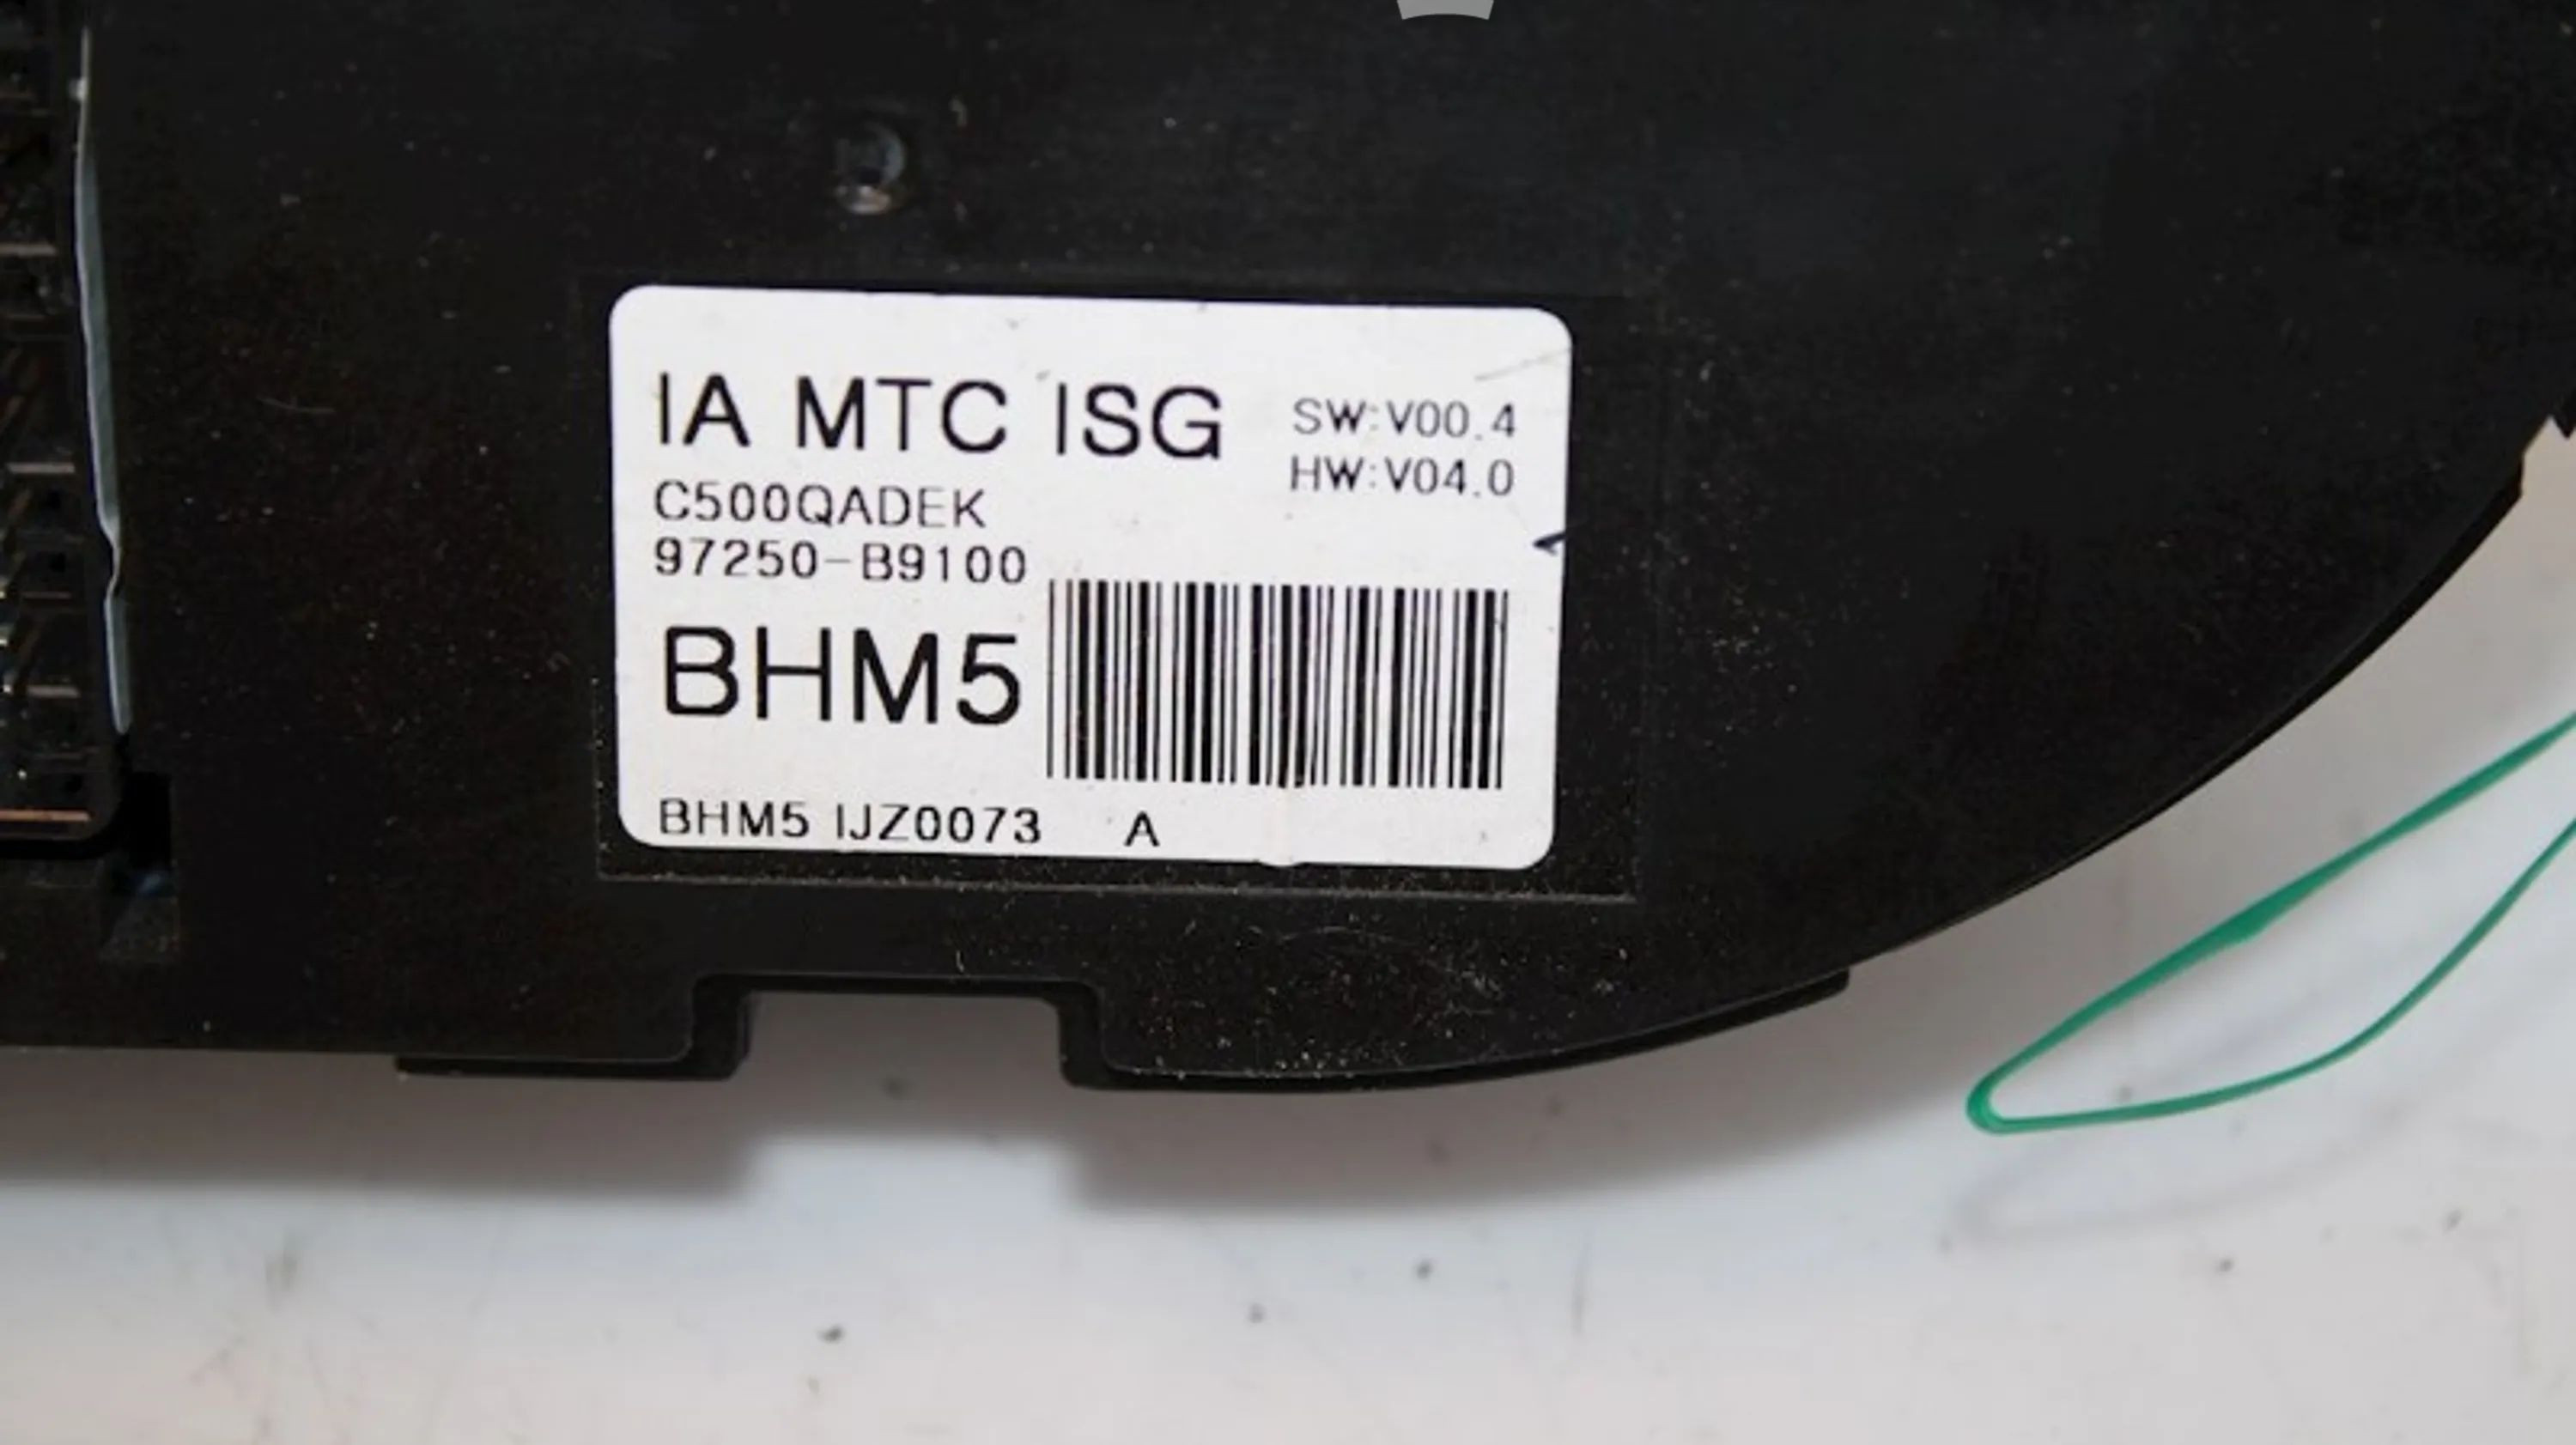 IA MTC ISG
SW:V00.4
HW:V04.0
C500QADEK
97250-B9100
BHM5
BHM5 IJZ0073 A